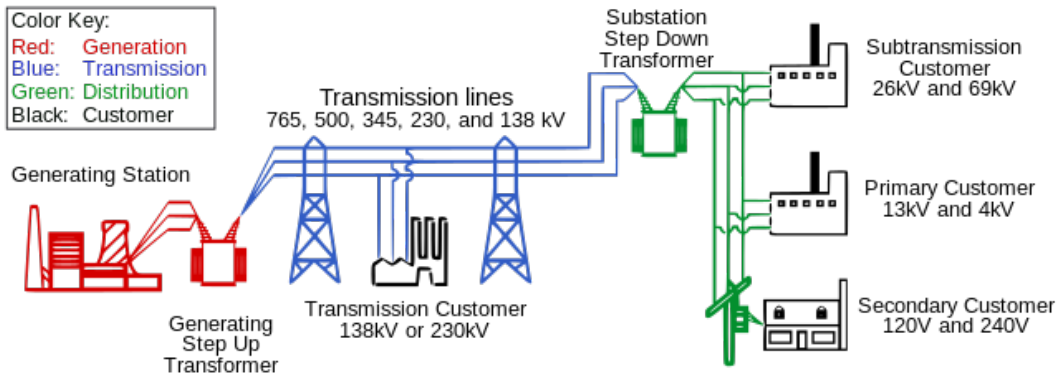 Color Key:
Red: Generation
Blue: Transmission
Green: Distribution
Black: Customer
Generating Station
Generating
Step Up
Transformer
Transmission lines
765, 500, 345, 230, and 138 kV
Transmission Customer
138kV or 230kV
Substation
Step Down
Transformer
Subtransmission
Customer
26kV and 69kV
Primary Customer
13kV and 4kV
Secondary Customer
120V and 240V